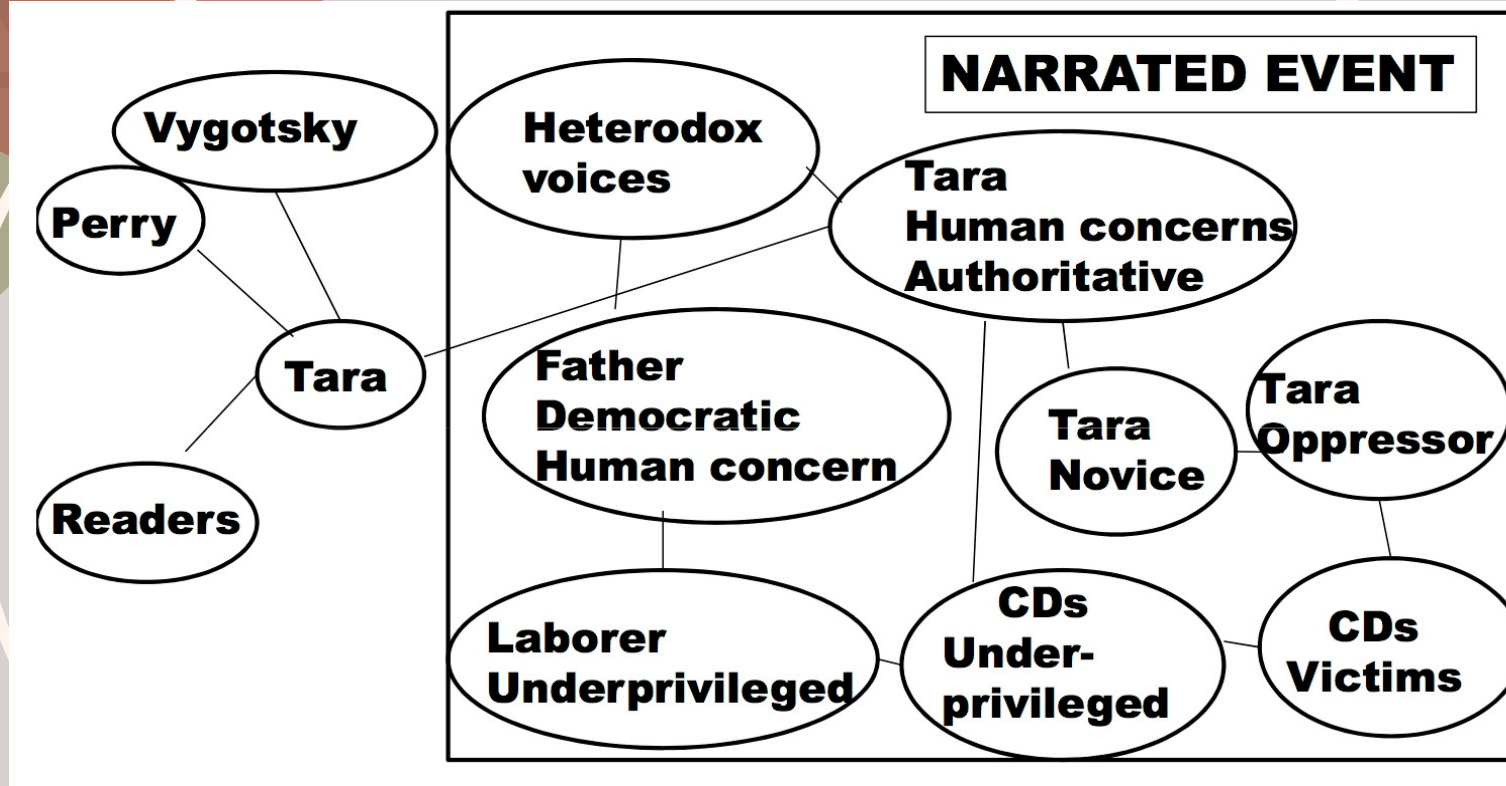 NARRATED EVENT
Vygotsky
Perry
Tara
Readers
Heterodox
voices
Tara
Human concerns
Authoritative
Father
Democratic
Human concern
Tara
Novice
Tara
Oppressor
Laborer
Underprivileged
CDs
Under-
privileged
CDs
Victims